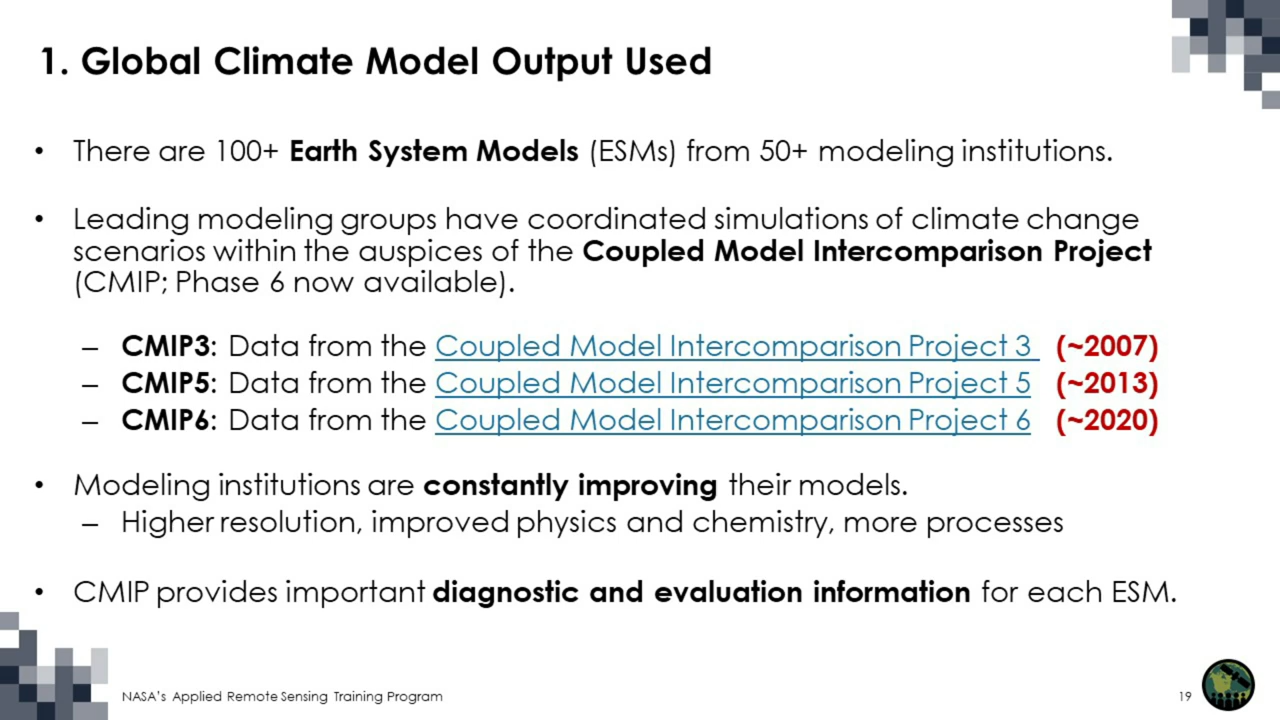 1. Global Climate Model Output Used
• There are 100+ Earth System Models (ESMs) from 50+ modeling institutions.
• Leading modeling groups have coordinated simulations of climate change
scenarios within the auspices of the Coupled Model Intercomparison Project
(CMIP; Phase 6 now available).
– CMIP3: Data from the Coupled Model Intercomparison Project 3 (~2007)
– CMIP5: Data from the Coupled Model Intercomparison Project 5 (~2013)
– CMIP6: Data from the Coupled Model Intercomparison Project 6 (~2020)
• Modeling institutions are constantly improving their models.
– Higher resolution, improved physics and chemistry, more processes
• CMIP provides important diagnostic and evaluation information for each ESM.
NASA's Applied Remote Sensing Training Program
19